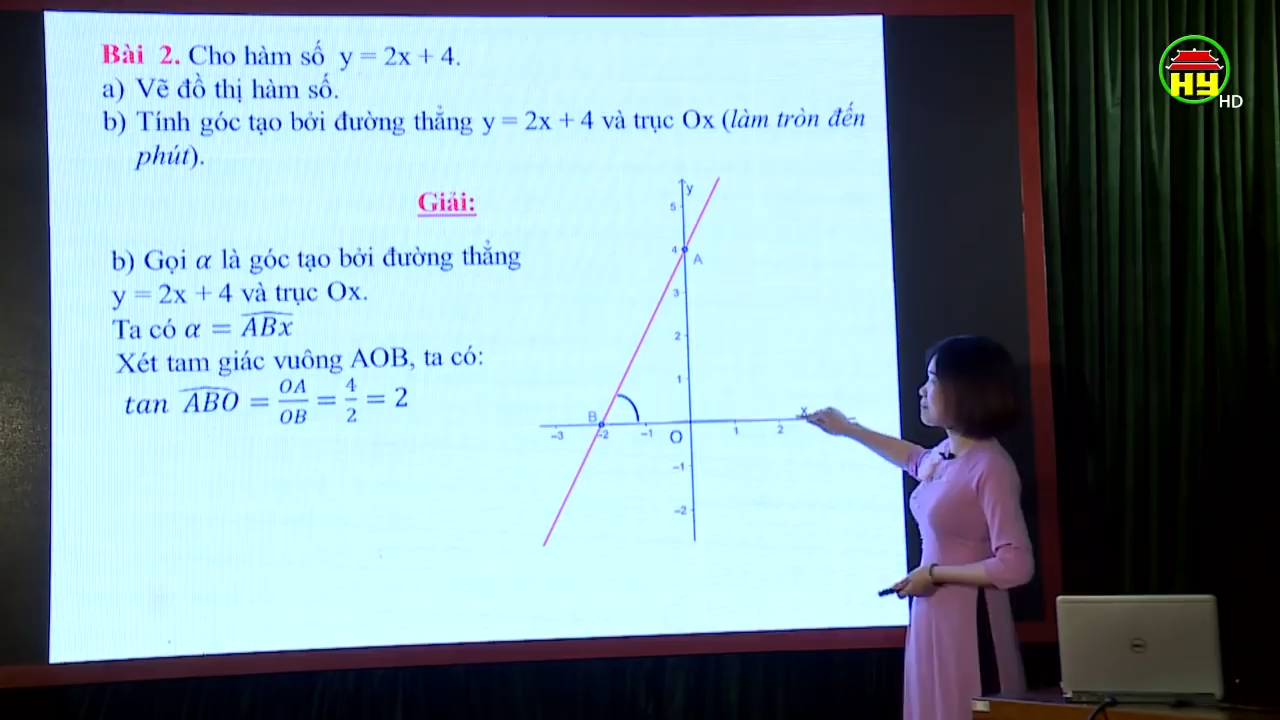 Bài 2. Cho hàm số y = 2x + 4.
a) Vẽ đồ thị hàm số.
b) Tính góc tạo bởi đường thẳng y = 2x + 4 và trục Ox (làm tròn đến
phút).
Giải:
b) Gọi α là góc tạo bởi đường thẳng
y = 2x + 4 và trục Ox.
Ta có α = \widehat{ABx}
Xét tam giác vuông AOB, ta có:
tan \widehat{ABO} = OA/OB = 4/2 = 2
y
5
4
A
3
2
1
B
x
-3
-2
-1
O
1
2
-1
-2
HY
HD
DELL